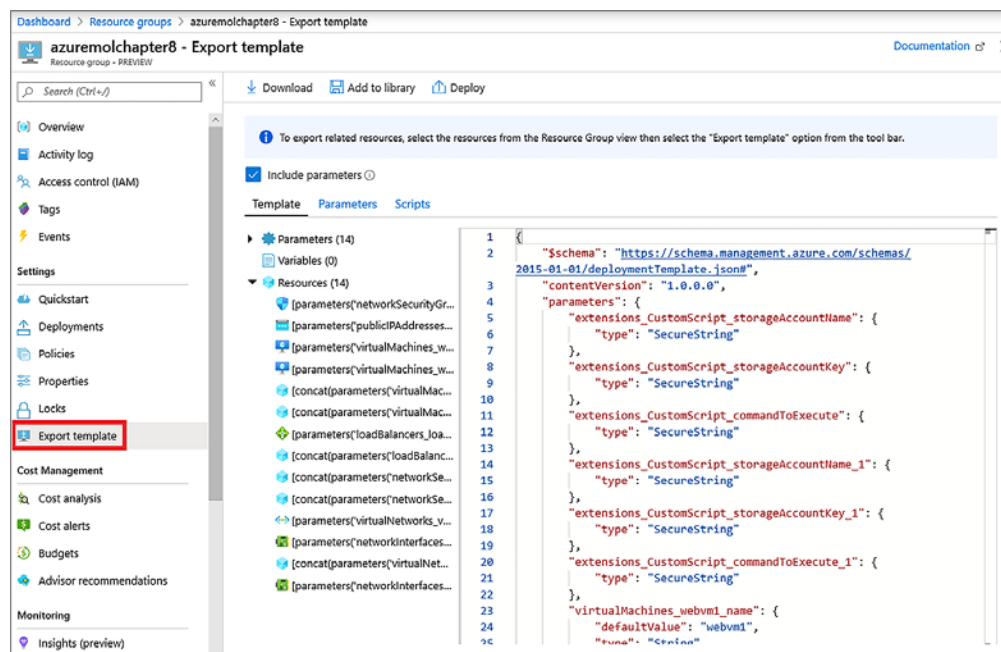 Dashboard > Resource groups > azuremolchapter8 - Export template
azuremolchapter8 - Export template
Resource group - PREVIEW
Documentation
Search (Ctrl+/)
Overview
Activity log
Access control (IAM)
Tags
Events
Settings
Quickstart
Deployments
Policies
Properties
Locks
Export template
Cost Management
Cost analysis
Cost alerts
Budgets
Advisor recommendations
Monitoring
Insights (preview)
Download Add to library Deploy
To export related resources, select the resources from the Resource Group view then select the "Export template" option from the tool bar.
Include parameters
Template Parameters Scripts
Parameters (14)
Variables (0)
Resources (14)
[parameters('networkSecurityGr...
[parameters('publicIPAddresses...
[parameters('virtualMachines_w...
[parameters('virtualMachines_w...
[concat(parameters('virtualMac...
[concat(parameters('virtualMac...
[parameters('loadBalancers_loa...
[concat(parameters('loadBalanc...
[concat(parameters('networkSe...
[concat(parameters('networkSe...
[parameters('virtualNetworks_v...
[parameters('networkInterfaces...
[concat(parameters('virtualNet...
[parameters('networkInterfaces...
1 {
2 "$schema": "https://schema.management.azure.com/schemas/
2015-01-01/deploymentTemplate.json#",
3 "contentVersion": "1.0.0.0",
4 "parameters": {
5 "extensions_CustomScript_storageAccountName": {
6 "type": "SecureString"
7 },
8 "extensions_CustomScript_storageAccountKey": {
9 "type": "SecureString"
10 },
11 "extensions_CustomScript_commandToExecute": {
12 "type": "SecureString"
13 },
14 "extensions_CustomScript_storageAccountName_1": {
15 "type": "SecureString"
16 },
17 "extensions_CustomScript_storageAccountKey_1": {
18 "type": "SecureString"
19 },
20 "extensions_CustomScript_commandToExecute_1": {
21 "type": "SecureString"
22 },
23 "virtualMachines_webvm1_name": {
24 "defaultValue": "webvm1",
25 "type": "String"